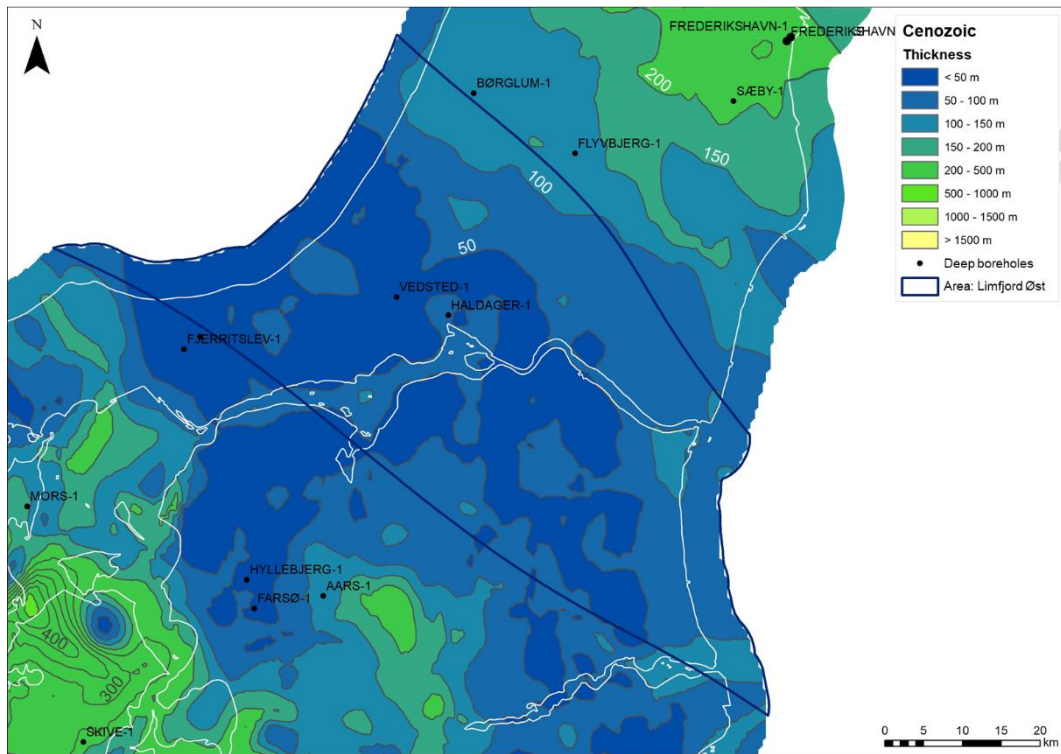 N
FREDERIKSHAVN-1
FREDERIKSHAVN
200
SÆBY-1
BØRGLUM-1
FLYVBJERG-1
150
100
50
VEDSTED-1
HALDAGER-1
FJERRITSLEV-1
MORS-1
HYLLEBJERG-1
FARSØ-1
AARS-1
400
300
SKIVE-1
Cenozoic
Thickness
< 50 m
50 - 100 m
100 - 150 m
150 - 200 m
200 - 500 m
500 - 1000 m
1000 - 1500 m
> 1500 m
Deep boreholes
Area: Limfjord Øst
0 5 10 15 20
km